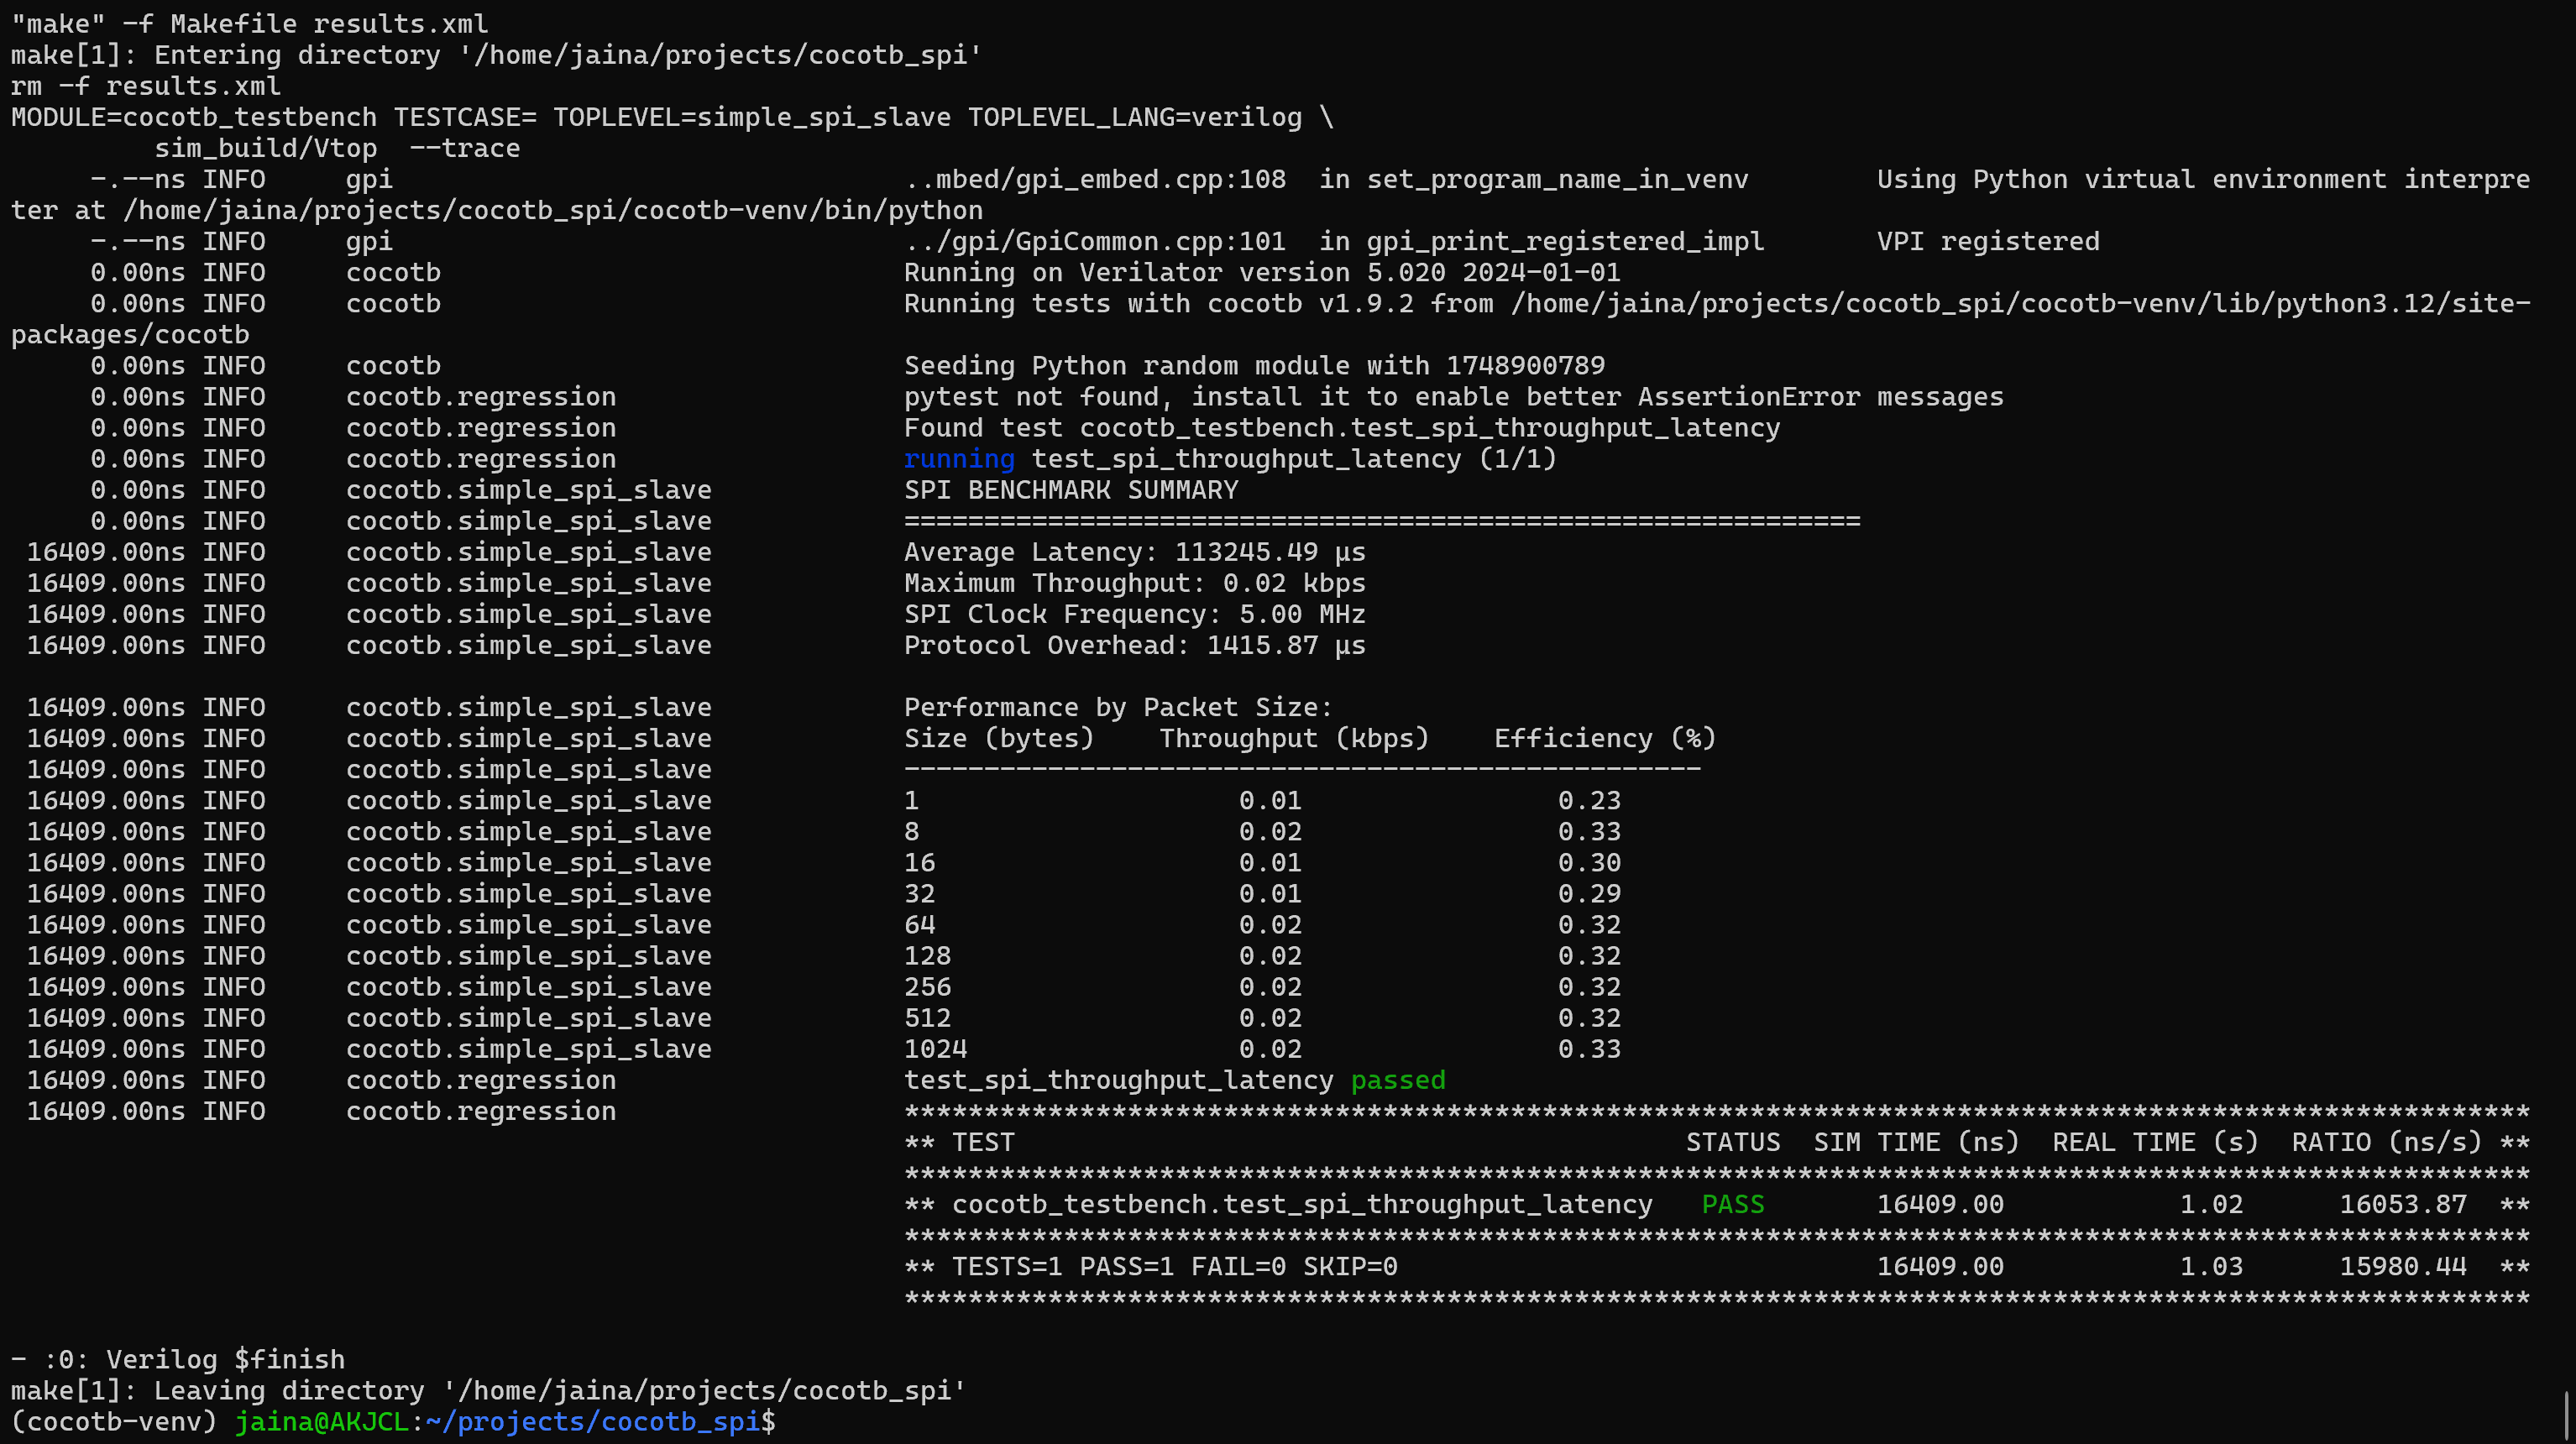 "make" -f Makefile results.xml
make[1]: Entering directory '/home/jaina/projects/cocotb_spi'
rm -f results.xml
MODULE=cocotb_testbench TESTCASE= TOPLEVEL=simple_spi_slave TOPLEVEL_LANG=verilog \
         sim_build/Vtop  --trace
     -.--ns INFO     gpi                                ..mbed/gpi_embed.cpp:108  in set_program_name_in_venv        Using Python virtual environment interpre
ter at /home/jaina/projects/cocotb_spi/cocotb-venv/bin/python
     -.--ns INFO     gpi                                ../gpi/GpiCommon.cpp:101  in gpi_print_registered_impl       VPI registered
     0.00ns INFO     cocotb                             Running on Verilator version 5.020 2024-01-01
     0.00ns INFO     cocotb                             Running tests with cocotb v1.9.2 from /home/jaina/projects/cocotb_spi/cocotb-venv/lib/python3.12/site-
packages/cocotb
     0.00ns INFO     cocotb                             Seeding Python random module with 1748900789
     0.00ns INFO     cocotb.regression                  pytest not found, install it to enable better AssertionError messages
     0.00ns INFO     cocotb.regression                  Found test cocotb_testbench.test_spi_throughput_latency
     0.00ns INFO     cocotb.regression                  running test_spi_throughput_latency (1/1)
     0.00ns INFO     cocotb.simple_spi_slave            SPI BENCHMARK SUMMARY
     0.00ns INFO     cocotb.simple_spi_slave            ============================================================
 16409.00ns INFO     cocotb.simple_spi_slave            Average Latency: 113245.49 µs
 16409.00ns INFO     cocotb.simple_spi_slave            Maximum Throughput: 0.02 kbps
 16409.00ns INFO     cocotb.simple_spi_slave            SPI Clock Frequency: 5.00 MHz
 16409.00ns INFO     cocotb.simple_spi_slave            Protocol Overhead: 1415.87 µs
 16409.00ns INFO     cocotb.simple_spi_slave            Performance by Packet Size:
 16409.00ns INFO     cocotb.simple_spi_slave            Size (bytes)    Throughput (kbps)    Efficiency (%)
 16409.00ns INFO     cocotb.simple_spi_slave            --------------------------------------------------
 16409.00ns INFO     cocotb.simple_spi_slave            1                    0.01                0.23
 16409.00ns INFO     cocotb.simple_spi_slave            8                    0.02                0.33
 16409.00ns INFO     cocotb.simple_spi_slave            16                   0.01                0.30
 16409.00ns INFO     cocotb.simple_spi_slave            32                   0.01                0.29
 16409.00ns INFO     cocotb.simple_spi_slave            64                   0.02                0.32
 16409.00ns INFO     cocotb.simple_spi_slave            128                  0.02                0.32
 16409.00ns INFO     cocotb.simple_spi_slave            256                  0.02                0.32
 16409.00ns INFO     cocotb.simple_spi_slave            512                  0.02                0.32
 16409.00ns INFO     cocotb.simple_spi_slave            1024                 0.02                0.33
 16409.00ns INFO     cocotb.regression                  test_spi_throughput_latency passed
 16409.00ns INFO     cocotb.regression                  ******************************************************************************************************
                                                        ** TEST                                          STATUS  SIM TIME (ns)  REAL TIME (s)  RATIO (ns/s) **
                                                        ******************************************************************************************************
                                                        ** cocotb_testbench.test_spi_throughput_latency   PASS       16409.00           1.02      16053.87  **
                                                        ******************************************************************************************************
                                                        ** TESTS=1 PASS=1 FAIL=0 SKIP=0                              16409.00           1.03      15980.44  **
                                                        ******************************************************************************************************
- :0: Verilog $finish
make[1]: Leaving directory '/home/jaina/projects/cocotb_spi'
(cocotb-venv) jaina@AKJCL:~/projects/cocotb_spi$